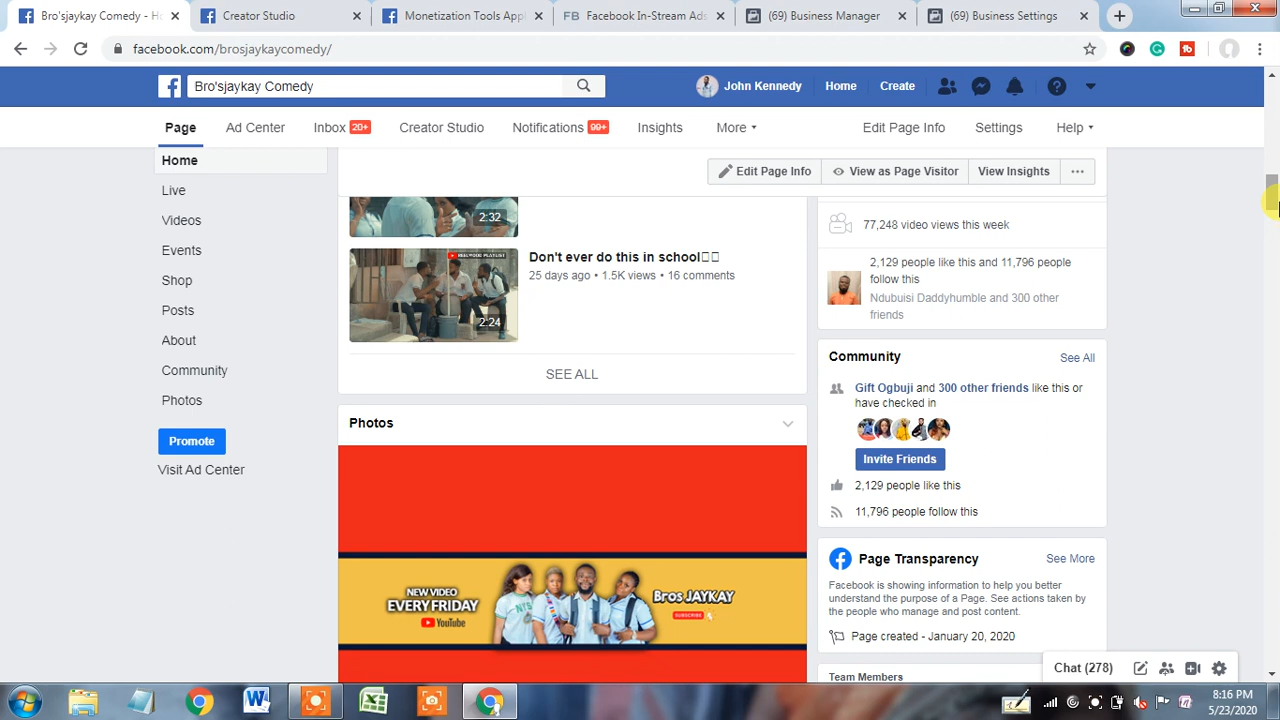 Bro'sjaykay Comedy - Ho
Creator Studio
Monetization Tools Appl
FB Facebook In-Stream Ads
(69) Business Manager
(69) Business Settings
facebook.com/brosjaykaycomedy/
Bro'sjaykay Comedy
John Kennedy Home Create
Page Ad Center Inbox 20+ Creator Studio Notifications 99+ Insights More Edit Page Info Settings Help
Home
Live
Videos
Events
Shop
Posts
About
Community
Photos
Promote
Visit Ad Center
Edit Page Info View as Page Visitor View Insights ...
2:32
REELWOOD PLAYLIST
2:24
Don't ever do this in school
25 days ago • 1.5K views • 16 comments
SEE ALL
Photos
NEW VIDEO
EVERY FRIDAY
YouTube
NYSC
Bros JAYKAY
SUBSCRIBE
77,248 video views this week
2,129 people like this and 11,796 people
follow this
Ndubuisi Daddyhumble and 300 other
friends
Community See All
Gift Ogbuji and 300 other friends like this or
have checked in
Invite Friends
2,129 people like this
11,796 people follow this
Page Transparency See More
Facebook is showing information to help you better
understand the purpose of a Page. See actions taken by
the people who manage and post content.
Page created - January 20, 2020
Team Members
Chat (278)
8:16 PM
5/23/2020